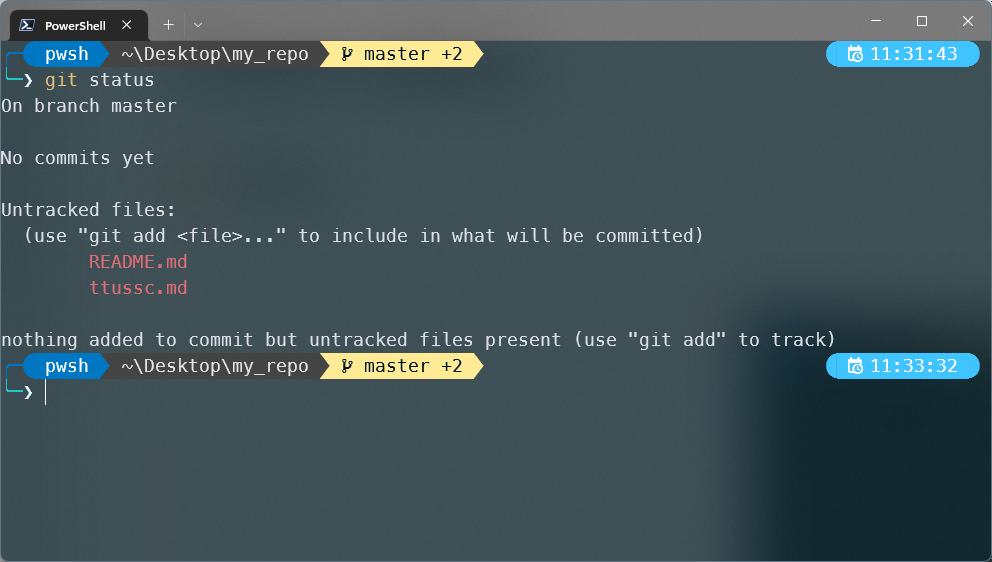 PowerShell
pwsh ~\Desktop\my_repo master +2 11:31:43
❯ git status
On branch master
No commits yet
Untracked files:
(use "git add <file>..." to include in what will be committed)
README.md
ttussc.md
nothing added to commit but untracked files present (use "git add" to track)
pwsh ~\Desktop\my_repo master +2 11:33:32
❯